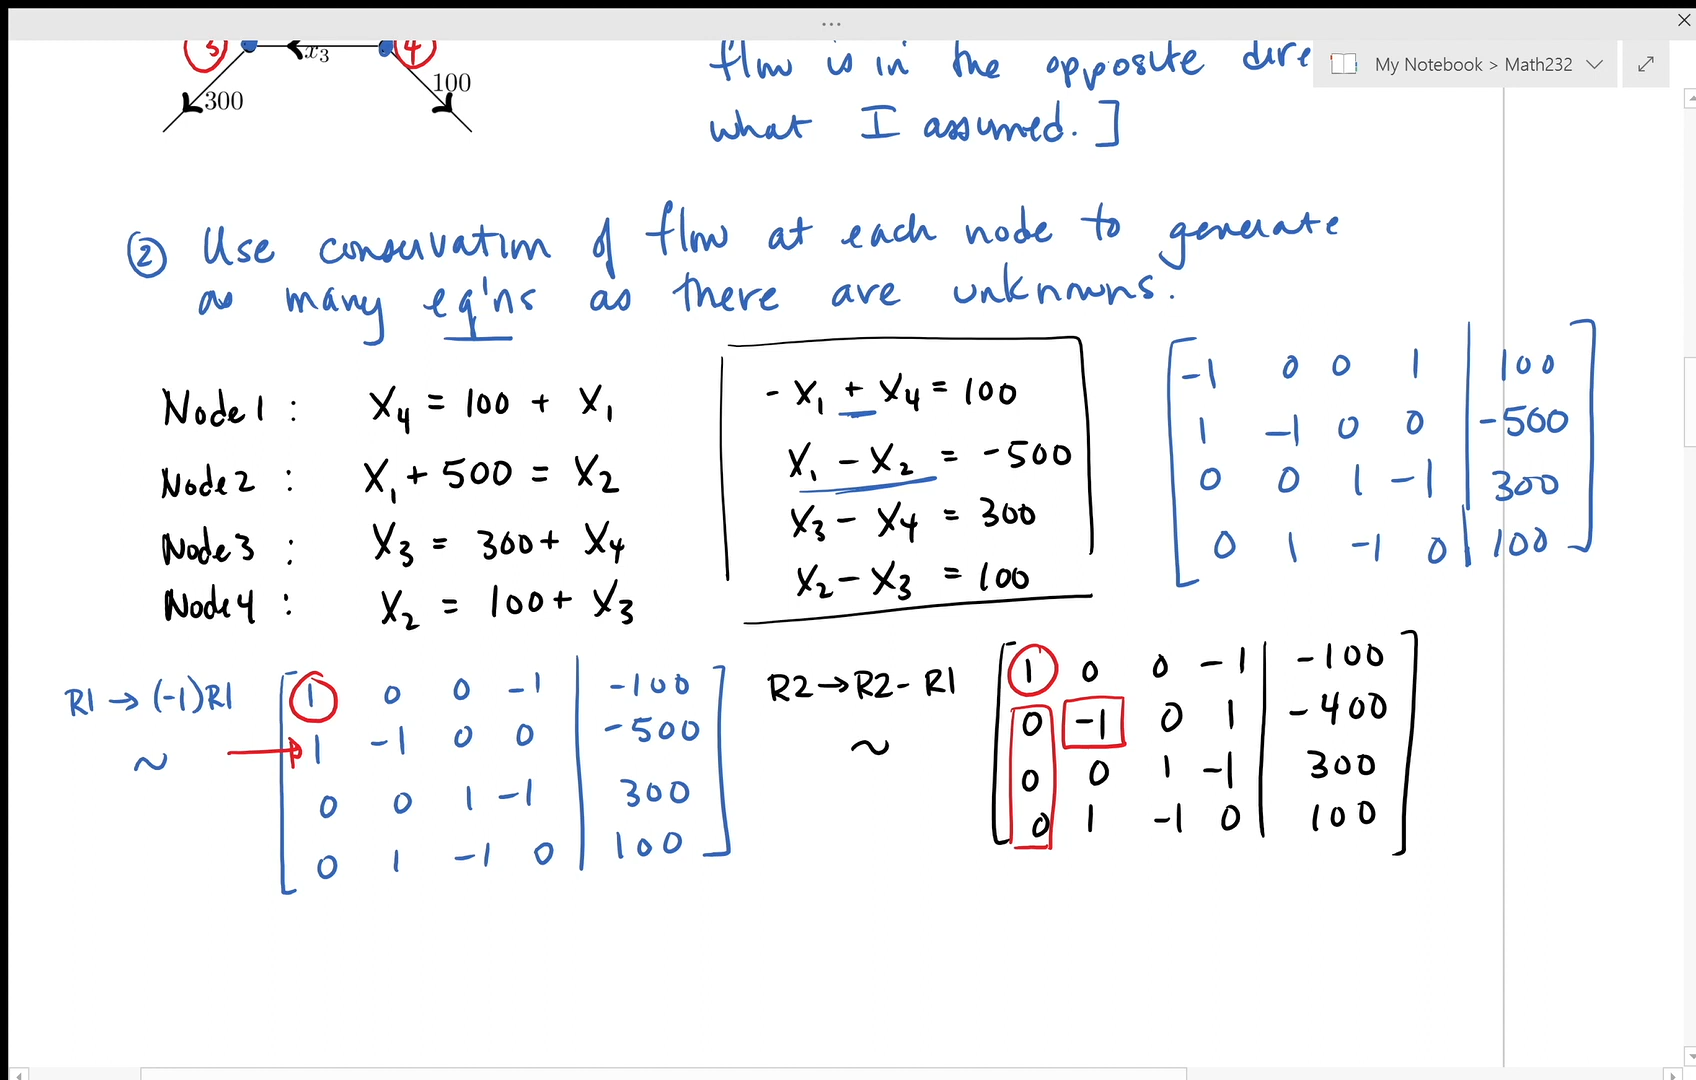 ...
3 x3 4 flow is in the opposite dire My Notebook > Math232
300 100
what I assumed.]
② Use conservation of flow at each node to generate
as many eq'ns as there are unknowns.
Node 1 : X4 = 100 + X1
Node 2 : X1 + 500 = X2
Node 3 : X3 = 300 + X4
Node 4 : X2 = 100 + X3
- X1 + X4 = 100
X1 - X2 = -500
X3 - X4 = 300
X2 - X3 = 100
-1 0 0 1 | 100
1 -1 0 0 | -500
0 0 1 -1 | 300
0 1 -1 0 | 100
R1 → (-1)R1
~
1 0 0 -1 | -100
1 -1 0 0 | -500
0 0 1 -1 | 300
0 1 -1 0 | 100
R2 → R2 - R1
~
1 0 0 -1 | -100
0 -1 0 1 | -400
0 0 1 -1 | 300
0 1 -1 0 | 100